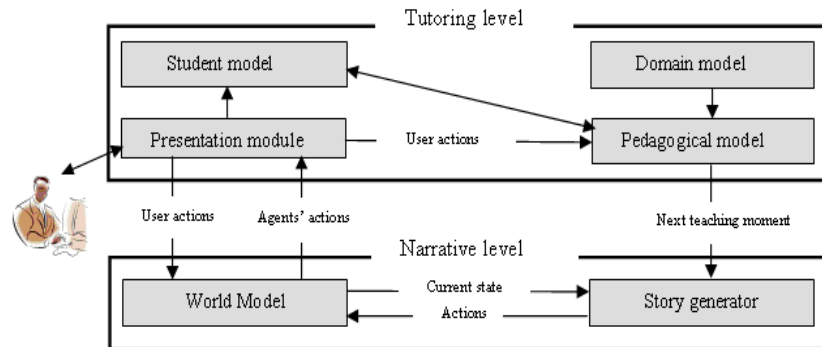 Tutoring level
Student model
Domain model
Presentation module
User actions
Pedagogical model
User actions
Agents' actions
Next teaching moment
Narrative level
World Model
Current state
Actions
Story generator